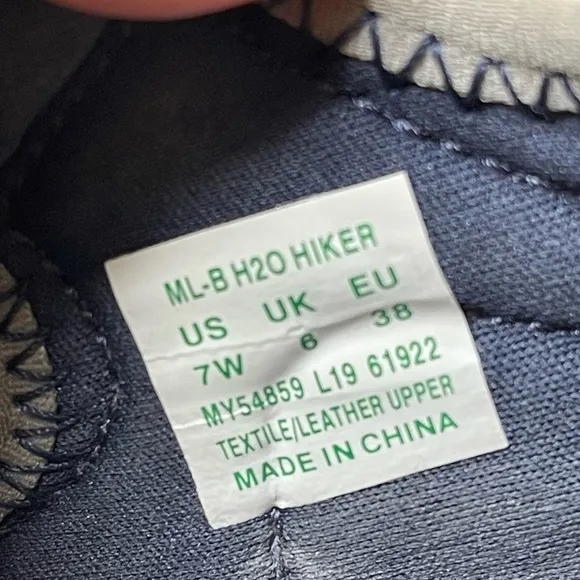 ML-B H2O HIKER
US UK EU
7W 6 38
MY54859 L19 61922
TEXTILE/LEATHER UPPER
MADE IN CHINA